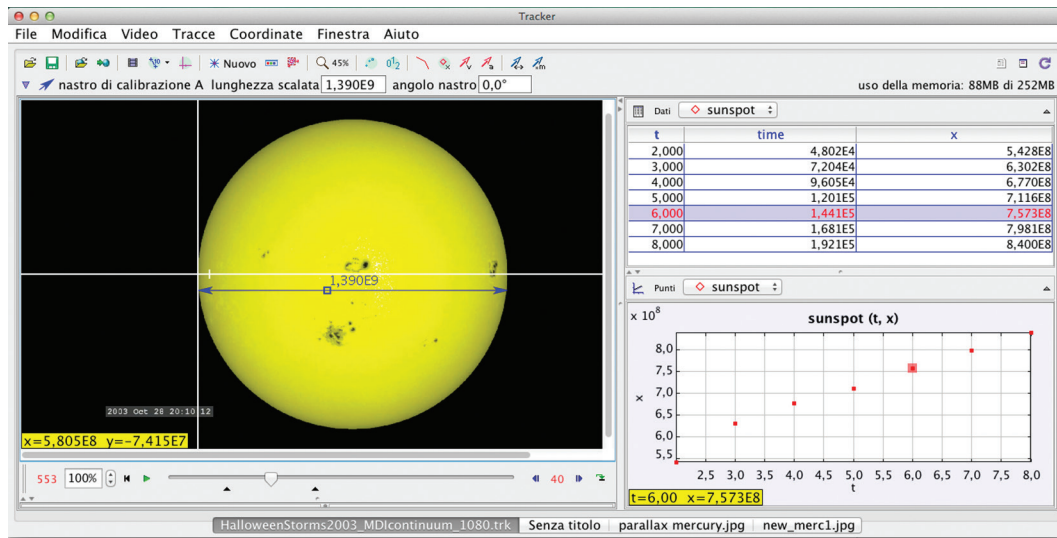 Tracker
File Modifica Video Tracce Coordinate Finestra Aiuto
Nuovo 45%
nastro di calibrazione A lunghezza scalata 1,390E9 angolo nastro 0,0° uso della memoria: 88MB di 252MB
Dati sunspot
t time x
2,000 4,802E4 5,428E8
3,000 7,204E4 6,302E8
4,000 9,605E4 6,770E8
5,000 1,201E5 7,116E8
6,000 1,441E5 7,573E8
7,000 1,681E5 7,981E8
8,000 1,921E5 8,400E8
1,390E9
2003 Oct 28 20:10:12
x=5,805E8 y=-7,415E7
Punti sunspot
x 10⁸
sunspot (t, x)
8,0
7,5
7,0
6,5
6,0
5,5
x
2,5 3,0 3,5 4,0 4,5 5,0 5,5 6,0 6,5 7,0 7,5 8,0
t
t=6,00 x=7,573E8
553 100% 40
HalloweenStorms2003_MDIcontinuum_1080.trk Senza titolo parallax mercury.jpg new_merc1.jpg